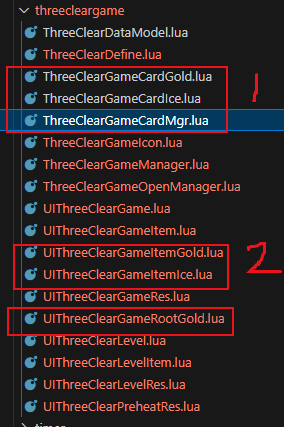 threecleargame
ThreeClearDataModel.lua
ThreeClearDefine.lua
ThreeClearGameCardGold.lua
ThreeClearGameCardIce.lua
1
ThreeClearGameCardMgr.lua
ThreeClearGameIcon.lua
ThreeClearGameManager.lua
ThreeClearGameOpenManager.lua
UIThreeClearGame.lua
UIThreeClearGameItem.lua
UIThreeClearGameItemGold.lua
2
UIThreeClearGameItemIce.lua
UIThreeClearGameRes.lua
UIThreeClearGameRootGold.lua
UIThreeClearLevel.lua
UIThreeClearLevelItem.lua
UIThreeClearLevelRes.lua
UIThreeClearPreheatRes.lua